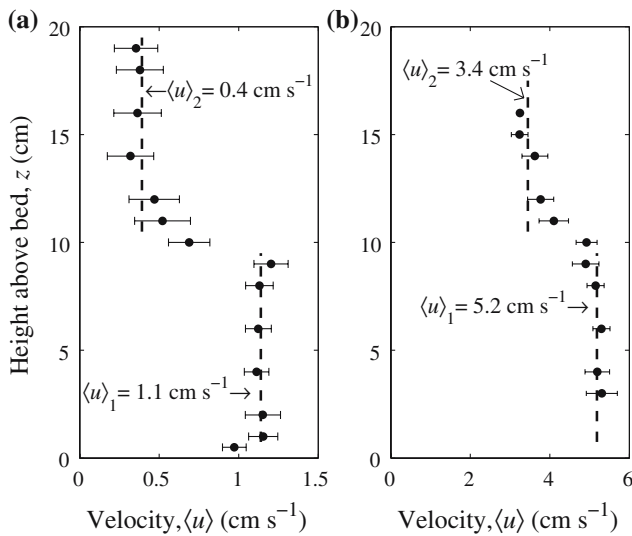 (a)
(b)
20
15
10
5
0
Height above bed, z (cm)
⟨u⟩₂= 0.4 cm s⁻¹
⟨u⟩₁= 1.1 cm s⁻¹
0
0.5
1
1.5
Velocity,⟨u⟩ (cm s⁻¹)
20
15
10
5
0
⟨u⟩₂= 3.4 cm s⁻¹
⟨u⟩₁= 5.2 cm s⁻¹
0
2
4
6
Velocity,⟨u⟩ (cm s⁻¹)